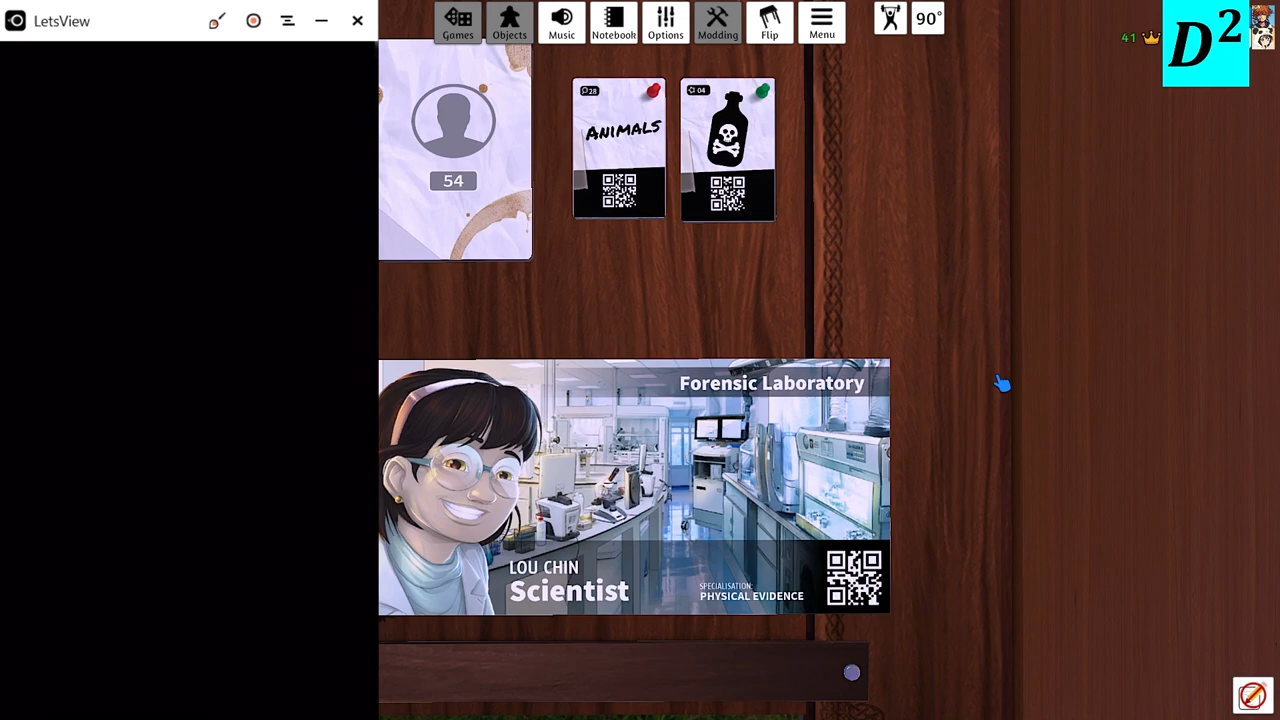 LetsView
Games
Objects
Music
Notebook
Options
Modding
Flip
Menu
90°
41
D²
54
28
ANIMALS
04
Forensic Laboratory
LOU CHIN
Scientist
SPECIALISATION:
PHYSICAL EVIDENCE